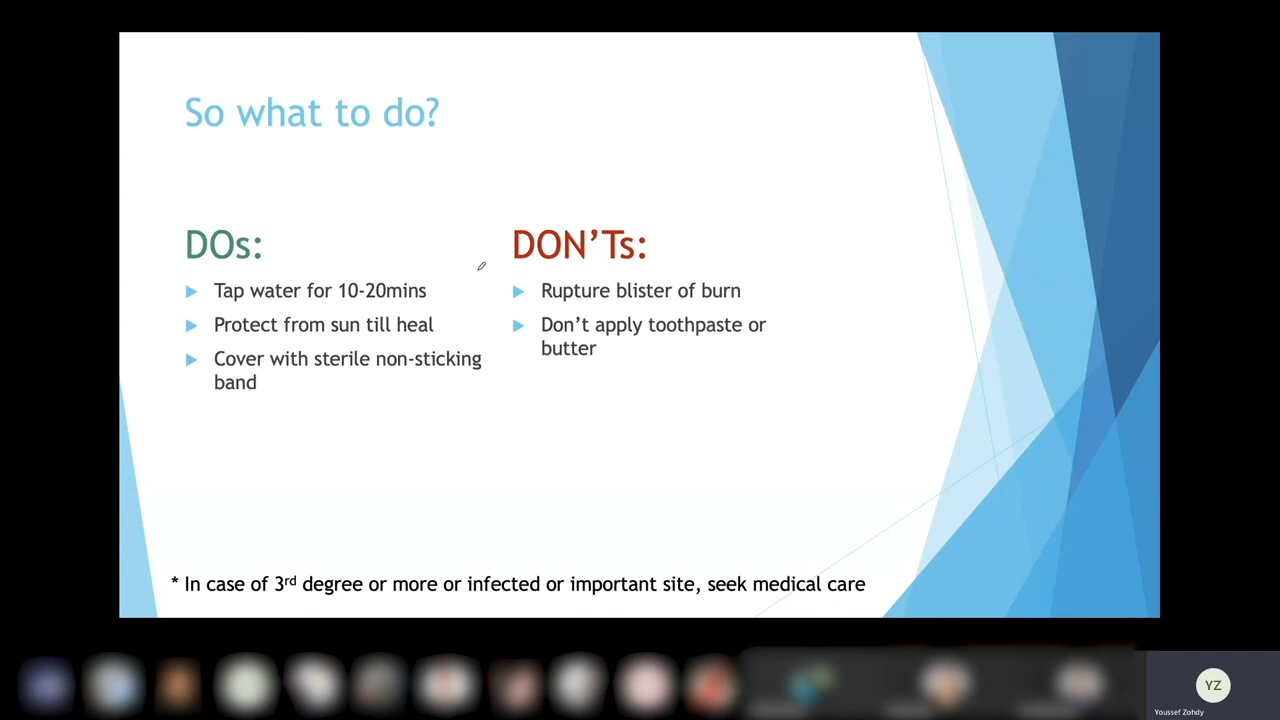 So what to do?
DOs:
Tap water for 10-20mins
Protect from sun till heal
Cover with sterile non-sticking
band
DON’Ts:
Rupture blister of burn
Don’t apply toothpaste or
butter
* In case of 3rd degree or more or infected or important site, seek medical care
YZ
Youssef Zohdy